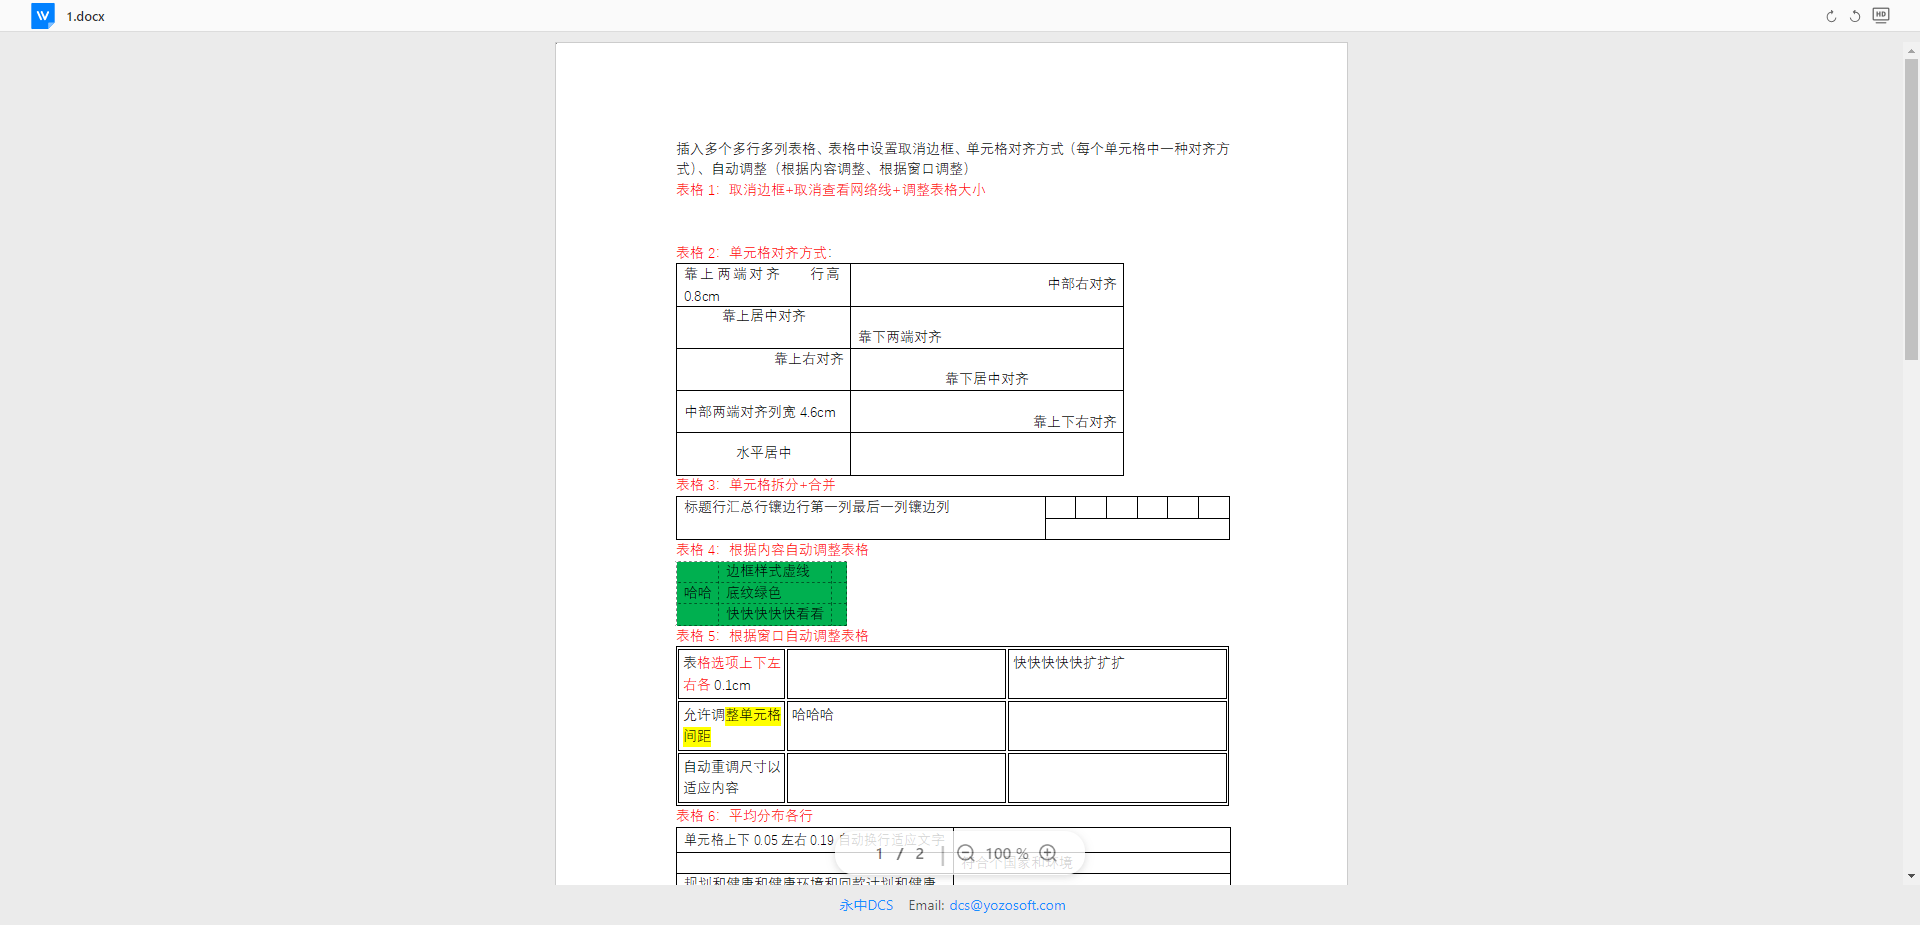 1.docx
HD
插入多个多行多列表格、表格中设置取消边框、单元格对齐方式（每个单元格中一种对齐方
式）、自动调整（根据内容调整、根据窗口调整）
表格 1：取消边框+取消查看网络线+调整表格大小
表格 2：单元格对齐方式：
靠上两端对齐 行高
0.8cm
中部右对齐
靠上居中对齐
靠下两端对齐
靠上右对齐
靠下居中对齐
中部两端对齐列宽 4.6cm
靠上下右对齐
水平居中
表格 3：单元格拆分+合并
标题行汇总行镶边行第一列最后一列镶边列
表格 4：根据内容自动调整表格
边框样式虚线
哈哈 底纹绿色
快快快快快看看
表格 5：根据窗口自动调整表格
表格选项上下左
右各 0.1cm
快快快快快扩扩扩
允许调整单元格
间距
哈哈哈
自动重调尺寸以
适应内容
表格 6：平均分布各行
单元格上下 0.05 左右 0.19 自动换行适应文字
符合个国家和环境
1 / 2 100 %
规划和健康和健康环境和回款计划和健康
永中DCS Email: dcs@yozosoft.com